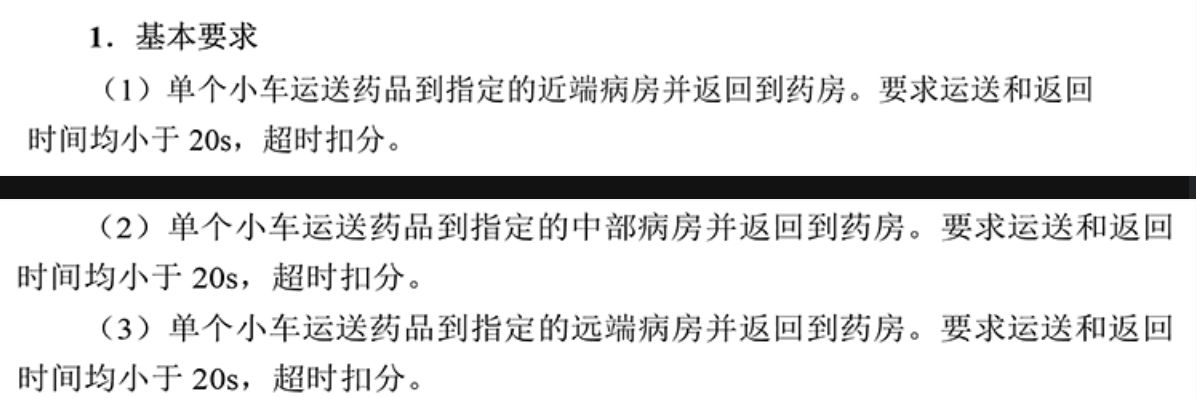 1．基本要求
（1）单个小车运送药品到指定的近端病房并返回到药房。要求运送和返回
时间均小于 20s，超时扣分。
（2）单个小车运送药品到指定的中部病房并返回到药房。要求运送和返回
时间均小于 20s，超时扣分。
（3）单个小车运送药品到指定的远端病房并返回到药房。要求运送和返回
时间均小于 20s，超时扣分。